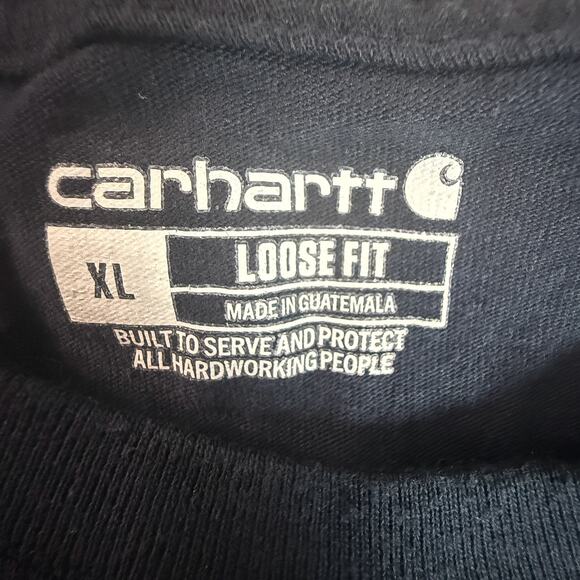 carhartt
XL
LOOSE FIT
MADE IN GUATEMALA
BUILT TO SERVE AND PROTECT
ALL HARDWORKING PEOPLE